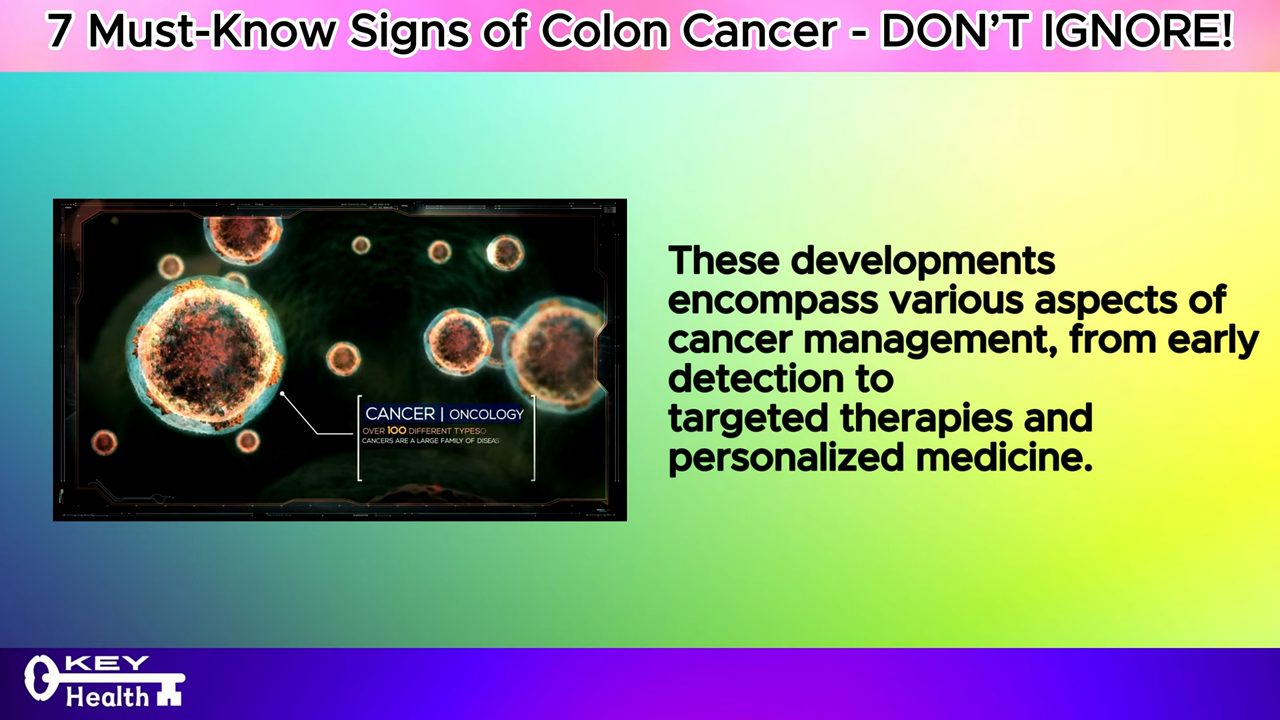 7 Must-Know Signs of Colon Cancer - DON'T IGNORE!
These developments
encompass various aspects of
cancer management, from early
detection to
targeted therapies and
personalized medicine.
CANCER | ONCOLOGY
OVER 100 DIFFERENT TYPES
CANCERS ARE A LARGE FAMILY OF DISEAS
KEY
Health